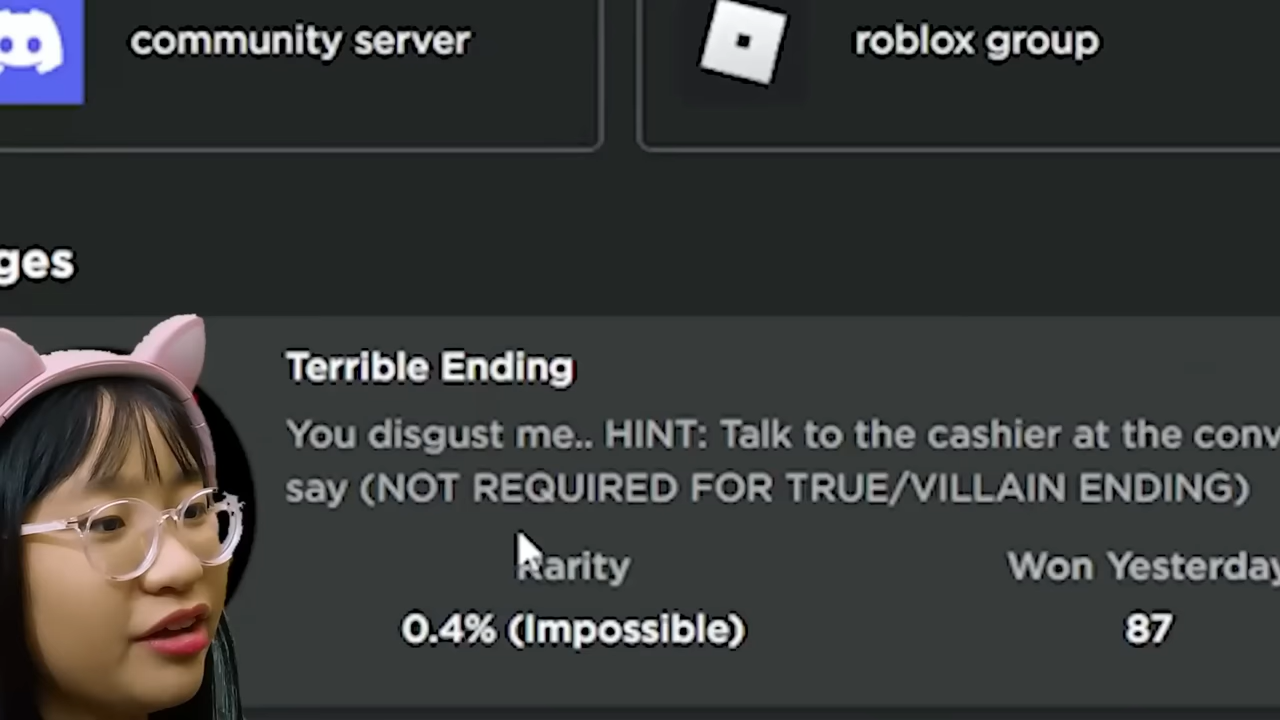 community server
roblox group
ges
Terrible Ending
You disgust me.. HINT: Talk to the cashier at the conv
say (NOT REQUIRED FOR TRUE/VILLAIN ENDING)
Rarity
Won Yesterday
0.4% (Impossible)
87